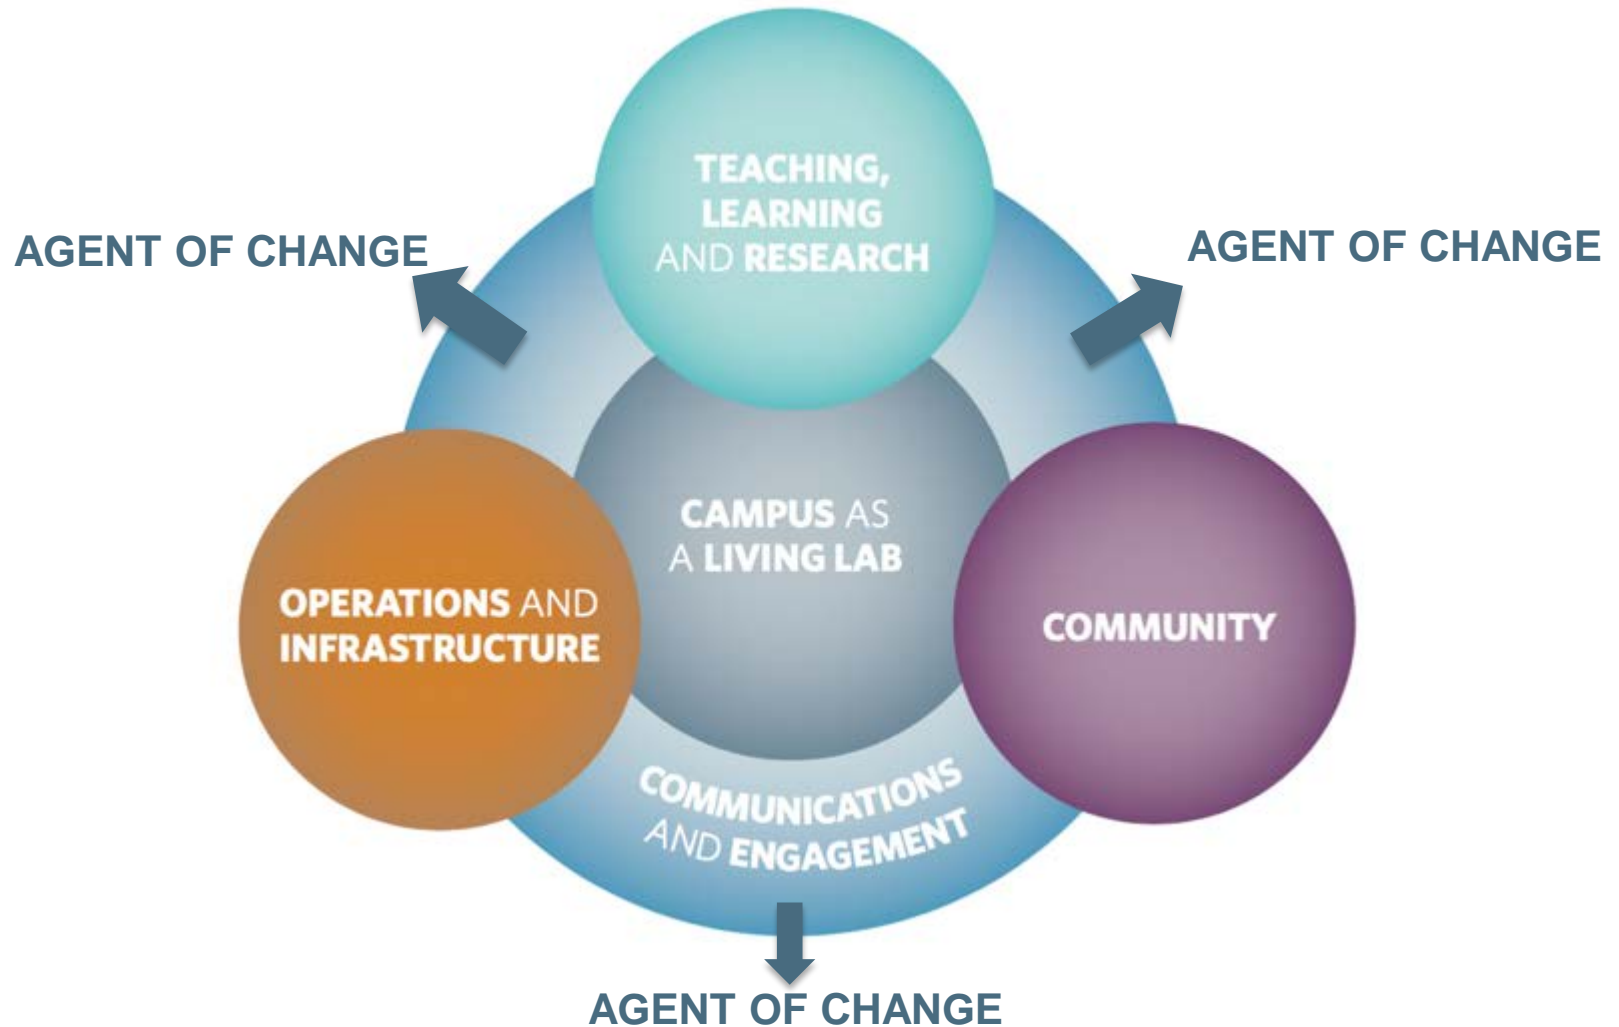 TEACHING,
LEARNING
AND RESEARCH
AGENT OF CHANGE
AGENT OF CHANGE
CAMPUS AS
A LIVING LAB
OPERATIONS AND
INFRASTRUCTURE
COMMUNITY
COMMUNICATIONS
AND ENGAGEMENT
AGENT OF CHANGE